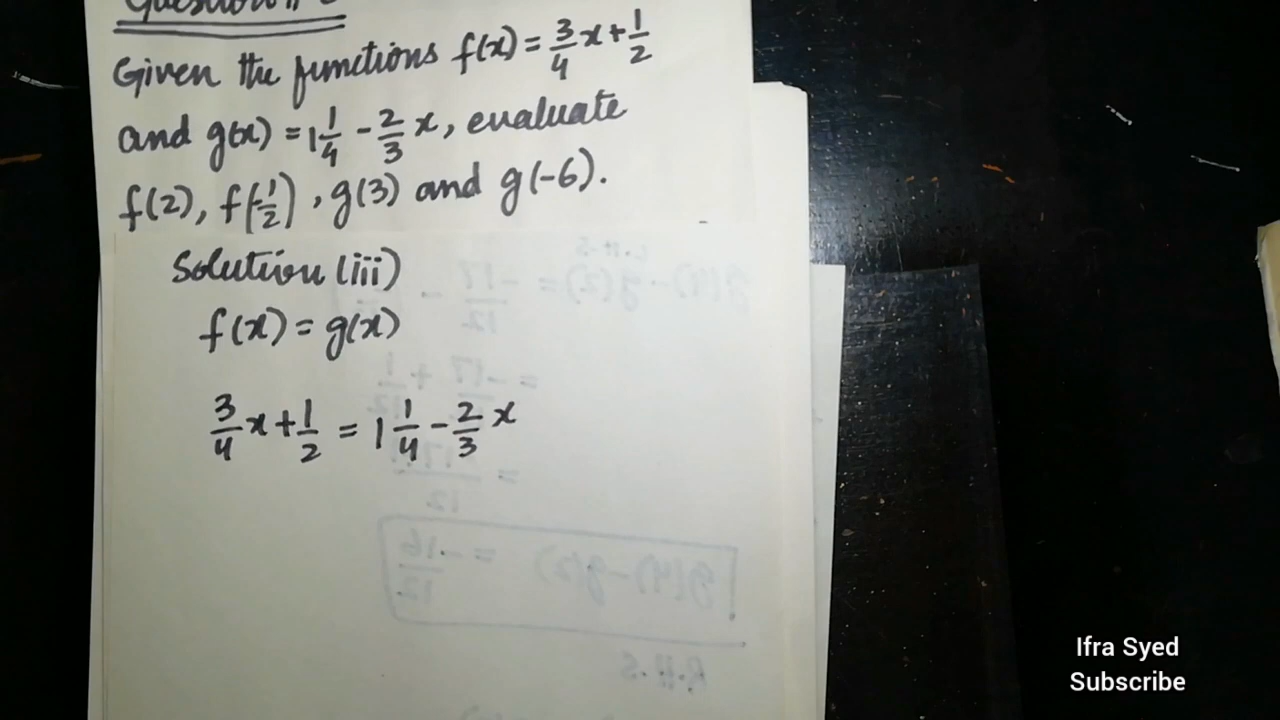 Question #
Given the functions f(x) = 3/4 x + 1/2
and g(x) = 1 1/4 - 2/3 x, evaluate
f(2), f(-1/2), g(3) and g(-6).
Solution (iii)
f(x) = g(x)
3/4 x + 1/2 = 1 1/4 - 2/3 x
Ifra Syed
Subscribe